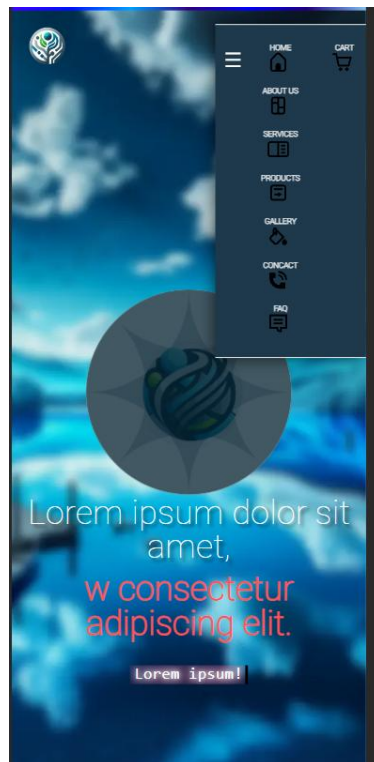 HOME CART
ABOUT US
SERVICES
PRODUCTS
GALLERY
CONCACT
FAQ
Lorem ipsum dolor sit
amet,
w consectetur
adipiscing elit.
Lorem ipsum!